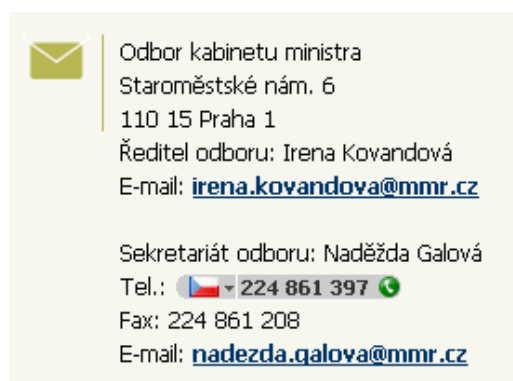 Odbor kabinetu ministra
Staroměstské nám. 6
110 15 Praha 1
Ředitel odboru: Irena Kovandová
E-mail: irena.kovandova@mmr.cz
Sekretariát odboru: Naděžda Galová
Tel.: 224 861 397
Fax: 224 861 208
E-mail: nadezda.galova@mmr.cz